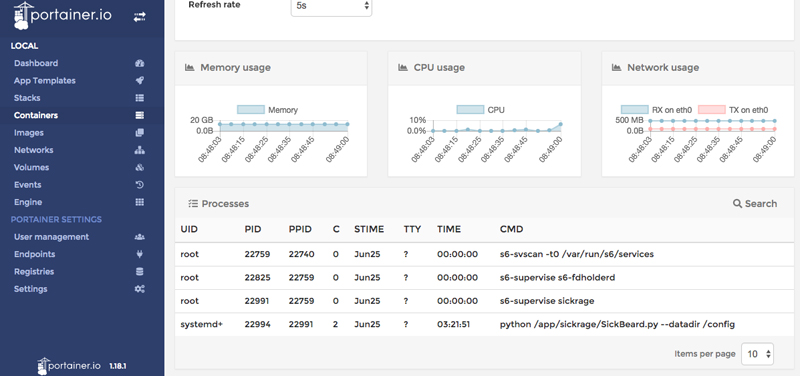 portainer.io
LOCAL
Dashboard
App Templates
Stacks
Containers
Images
Networks
Volumes
Events
Engine
PORTAINER SETTINGS
User management
Endpoints
Registries
Settings
portainer.io 1.18.1
Refresh rate 5s
Memory usage
Memory
20 GB
0.0B
08:48:03 08:48:15 08:48:25 08:48:35 08:48:45 08:49:00
CPU usage
CPU
10%
0.0%
08:48:03 08:48:15 08:48:25 08:48:35 08:48:45 08:49:00
Network usage
RX on eth0 TX on eth0
500 MB
0.0B
08:48:03 08:48:15 08:48:25 08:48:35 08:48:45 08:49:00
Processes Search
UID PID PPID C STIME TTY TIME CMD
root 22759 22740 0 Jun25 ? 00:00:00 s6-svscan -t0 /var/run/s6/services
root 22825 22759 0 Jun25 ? 00:00:00 s6-supervise s6-fdholderd
root 22991 22759 0 Jun25 ? 00:00:00 s6-supervise sickrage
systemd+ 22994 22991 2 Jun25 ? 03:21:51 python /app/sickrage/SickBeard.py --datadir /config
Items per page 10